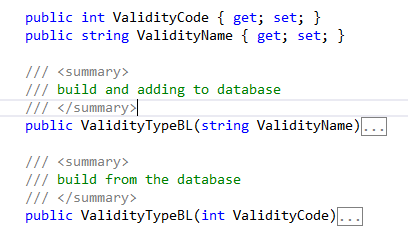 public int ValidityCode { get; set; }
public string ValidityName { get; set; }
/// <summary>
/// build and adding to database
/// </summary>
public ValidityTypeBL(string ValidityName)...
/// <summary>
/// build from the database
/// </summary>
public ValidityTypeBL(int ValidityCode)...